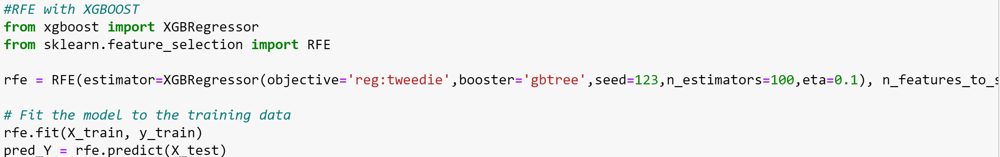 #RFE with XGBOOST
from xgboost import XGBRegressor
from sklearn.feature_selection import RFE
rfe = RFE(estimator=XGBRegressor(objective='reg:tweedie',booster='gbtree',seed=123,n_estimators=100,eta=0.1), n_features_to_s
# Fit the model to the training data
rfe.fit(X_train, y_train)
pred_Y = rfe.predict(X_test)